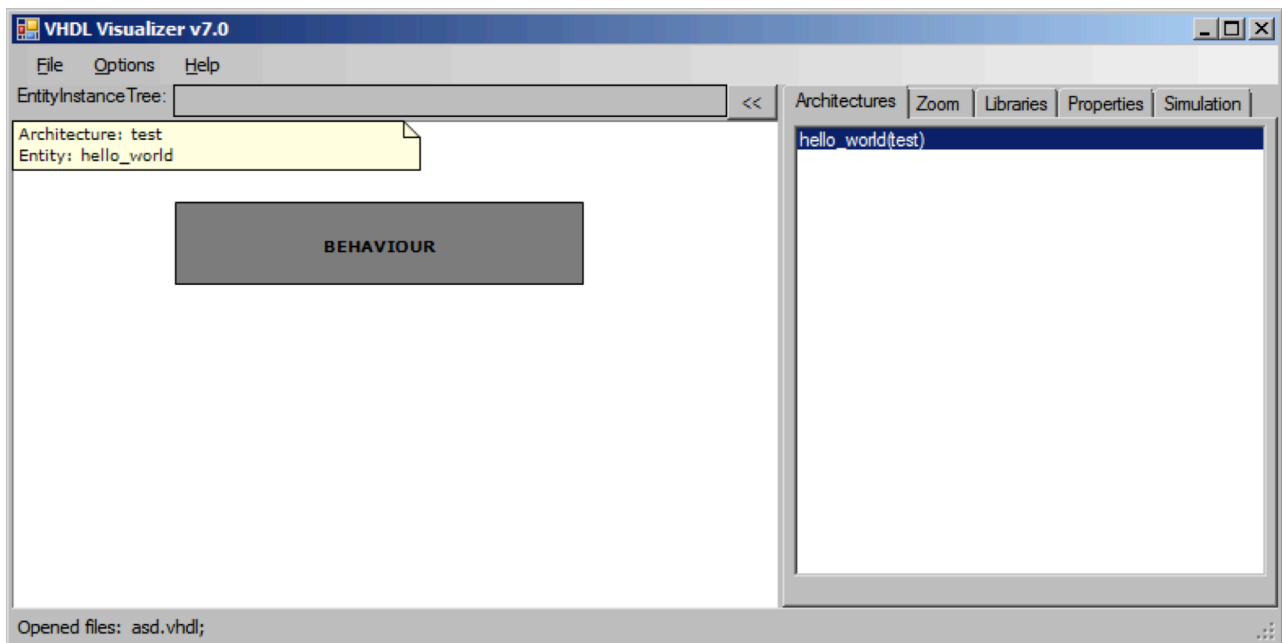 VHDL Visualizer v7.0
File Options Help
EntityInstanceTree: <<
Architectures Zoom Libraries Properties Simulation
Architecture: test
Entity: hello_world
hello_world(test)
BEHAVIOUR
Opened files: asd.vhdl;